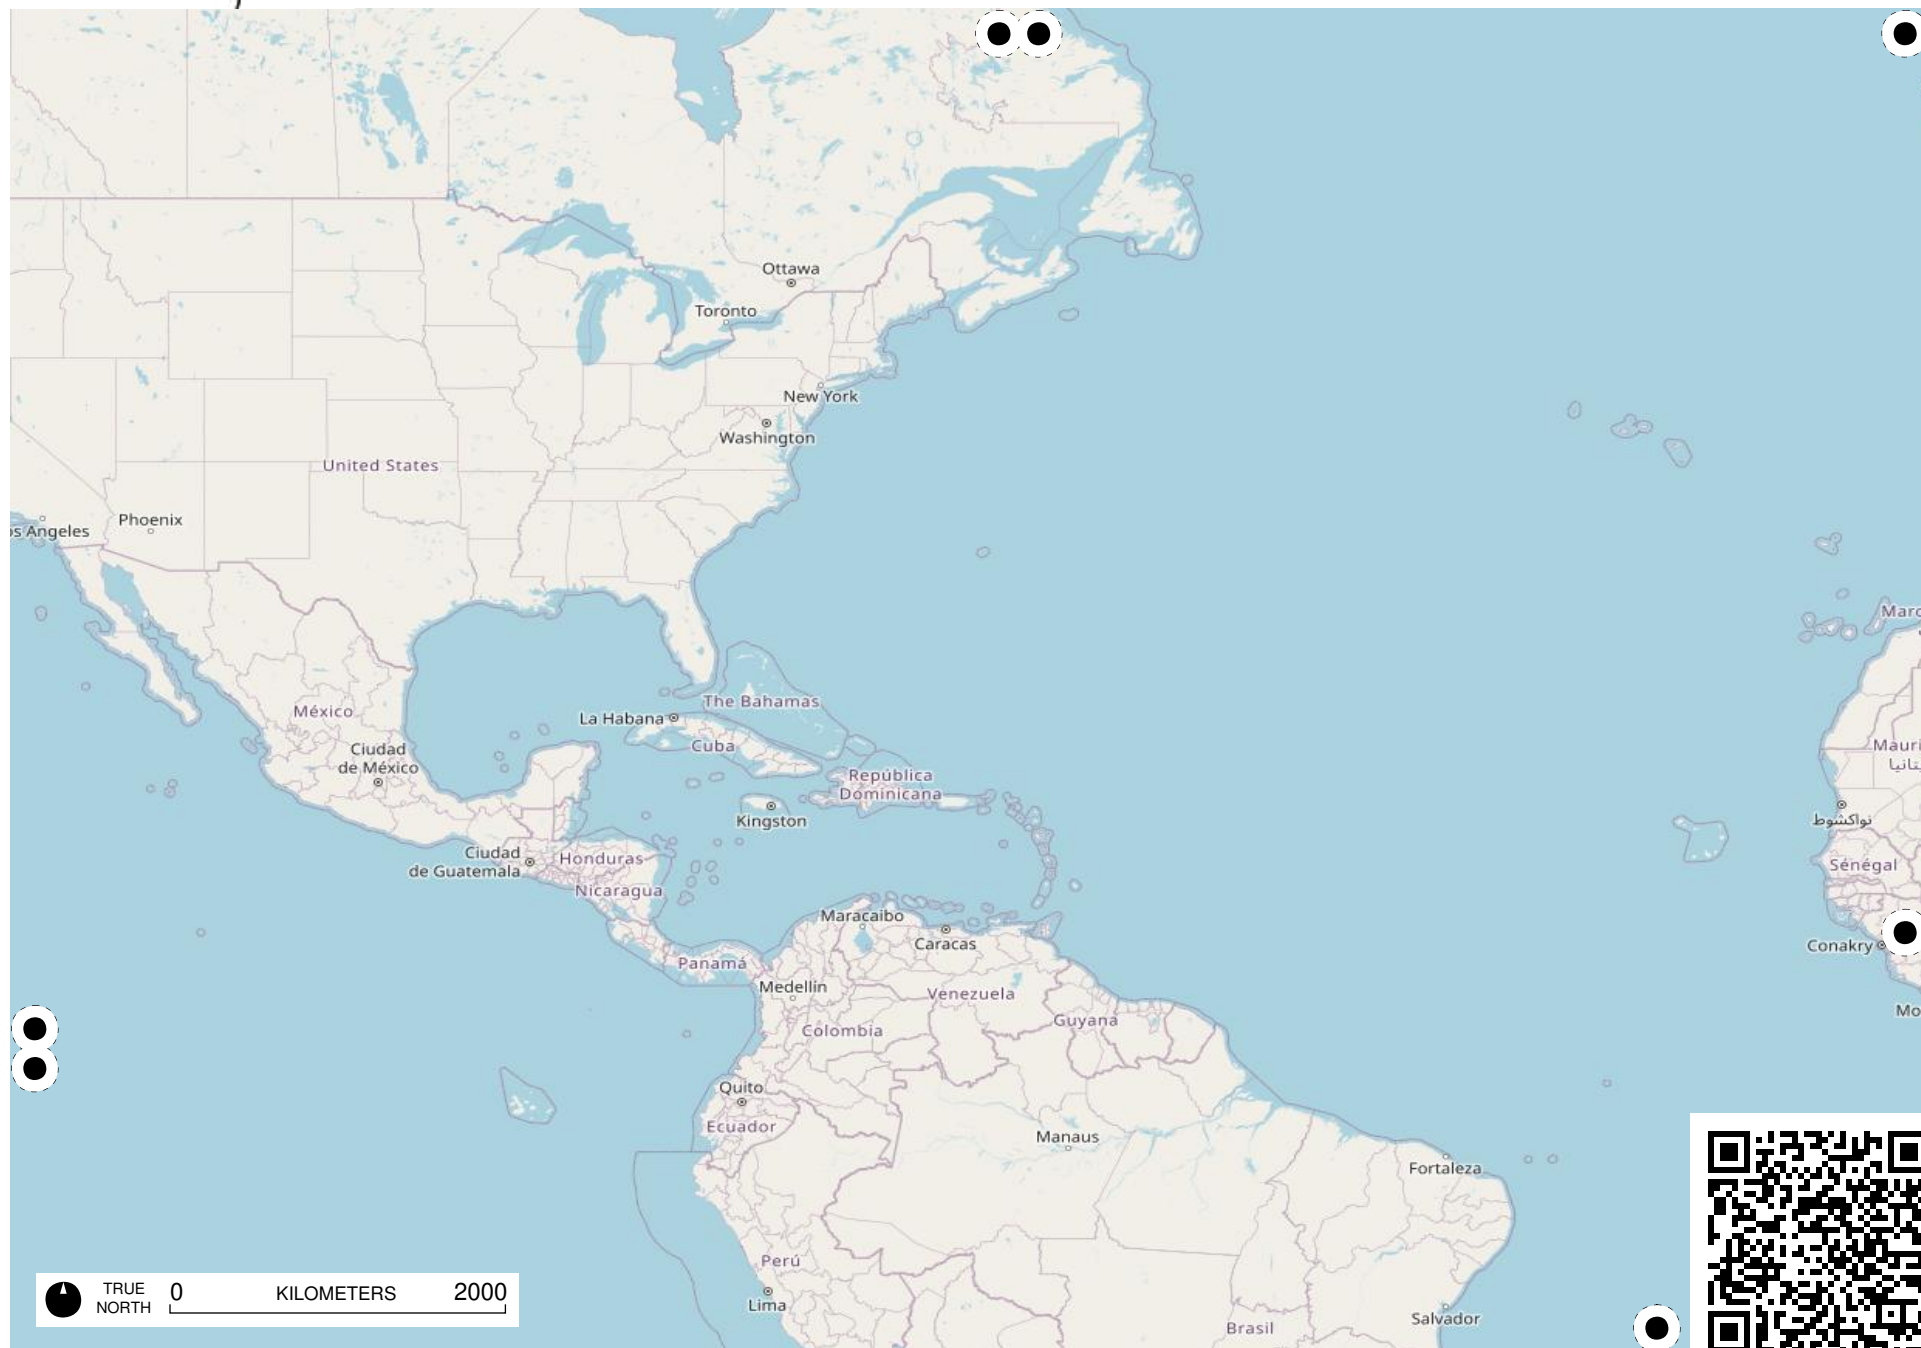 Ottawa
Toronto
New York
Washington
United States
Phoenix
os Angeles
México
Ciudad
de México
La Habana
The Bahamas
Cuba
República
Dominicana
Kingston
Ciudad
de Guatemala
Honduras
Nicaragua
Panamá
Maracaibo
Caracas
Medellín
Venezuela
Colombia
Guyana
Quito
Ecuador
Manaus
Fortaleza
Perú
Lima
Salvador
Brasil
Maro
Mauri
نواكشوط
Sénégal
Conakry
Mo
TRUE
NORTH
0 KILOMETERS 2000